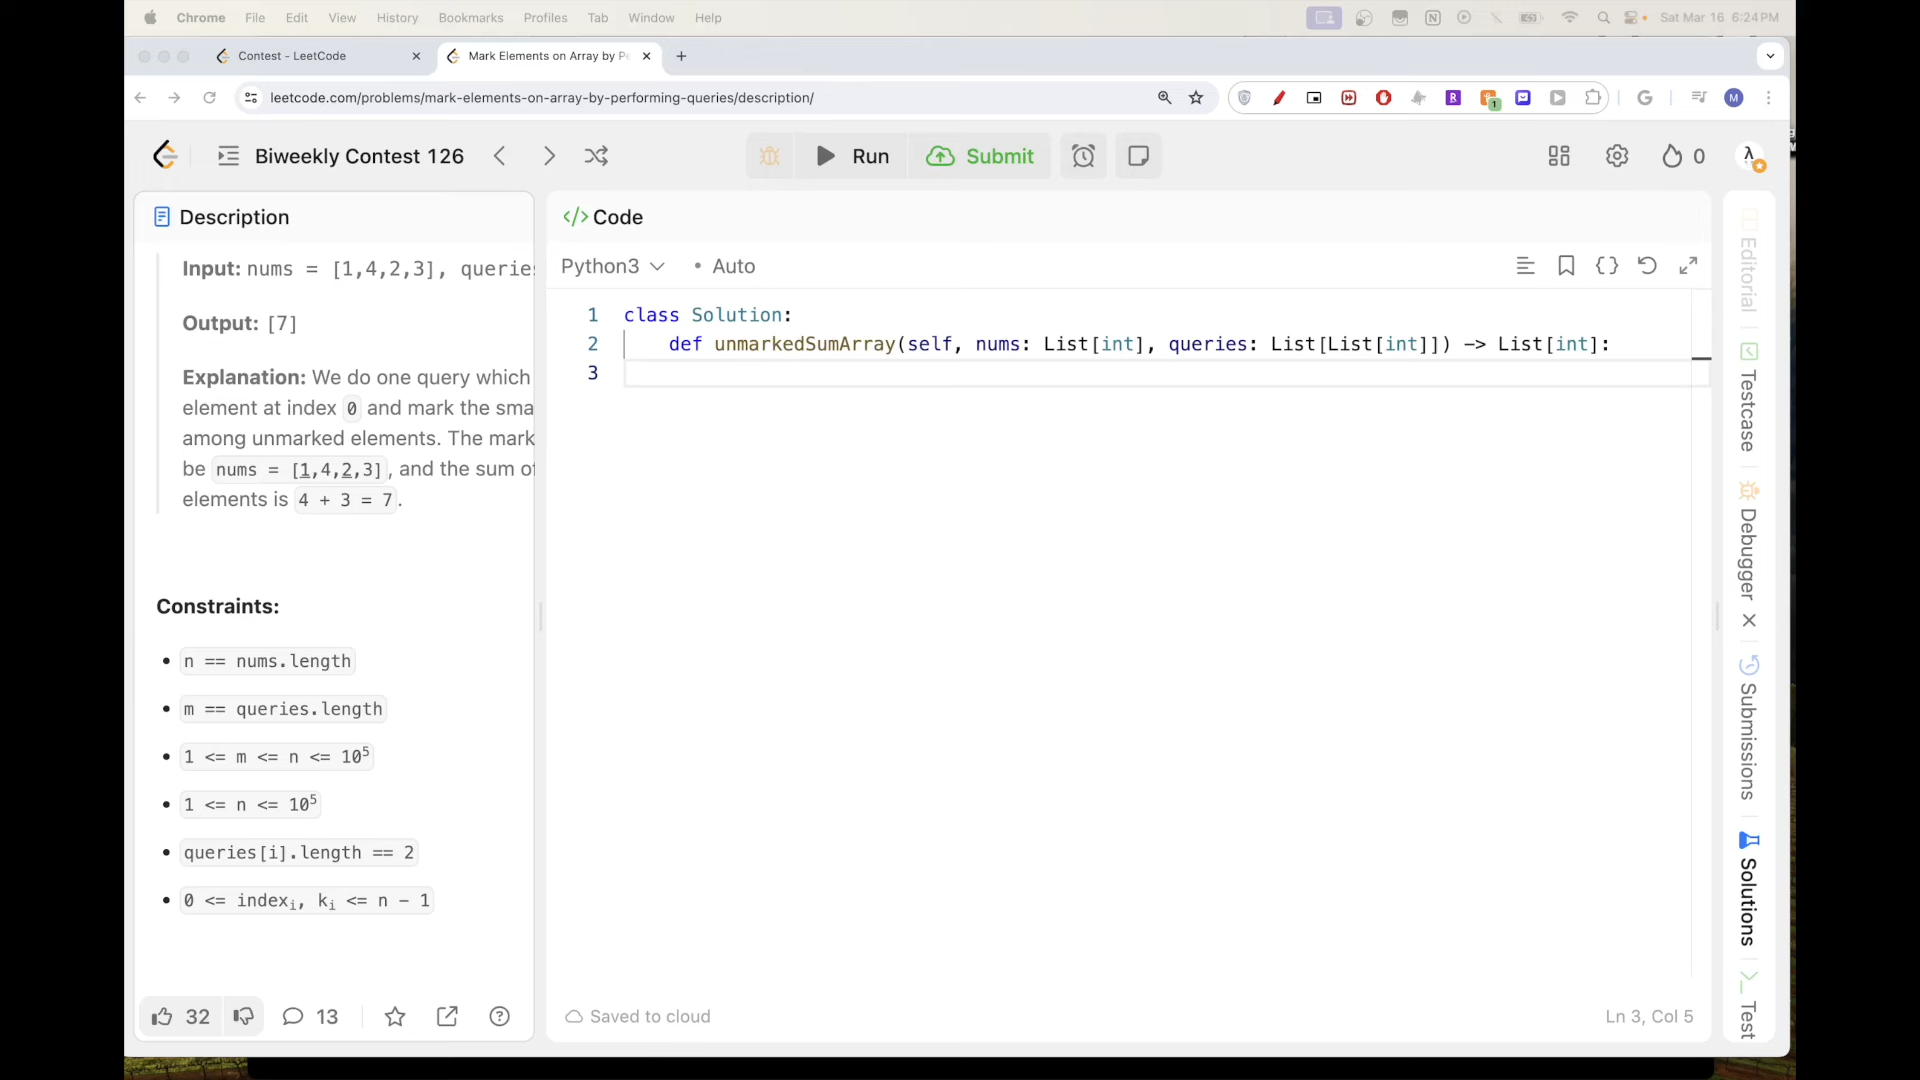 Chrome File Edit View History Bookmarks Profiles Tab Window Help Sat Mar 16 6:24 PM
Contest - LeetCode
Mark Elements on Array by Pe
leetcode.com/problems/mark-elements-on-array-by-performing-queries/description/
1
G
M
Biweekly Contest 126
Run
Submit
0
Description
Input: nums = [1,4,2,3], queries
Output: [7]
Explanation: We do one query which
element at index 0 and mark the sma
among unmarked elements. The mark
be nums = [1,4,2,3], and the sum of
elements is 4 + 3 = 7.
Constraints:
n == nums.length
m == queries.length
1 <= m <= n <= 10^5
1 <= n <= 10^5
queries[i].length == 2
0 <= index_i, k_i <= n - 1
32
13
</> Code
Python3 • Auto
1 class Solution:
2 def unmarkedSumArray(self, nums: List[int], queries: List[List[int]]) -> List[int]:
3
Saved to cloud
Ln 3, Col 5
Editorial
Testcase
Debugger
Submissions
Solutions
Test